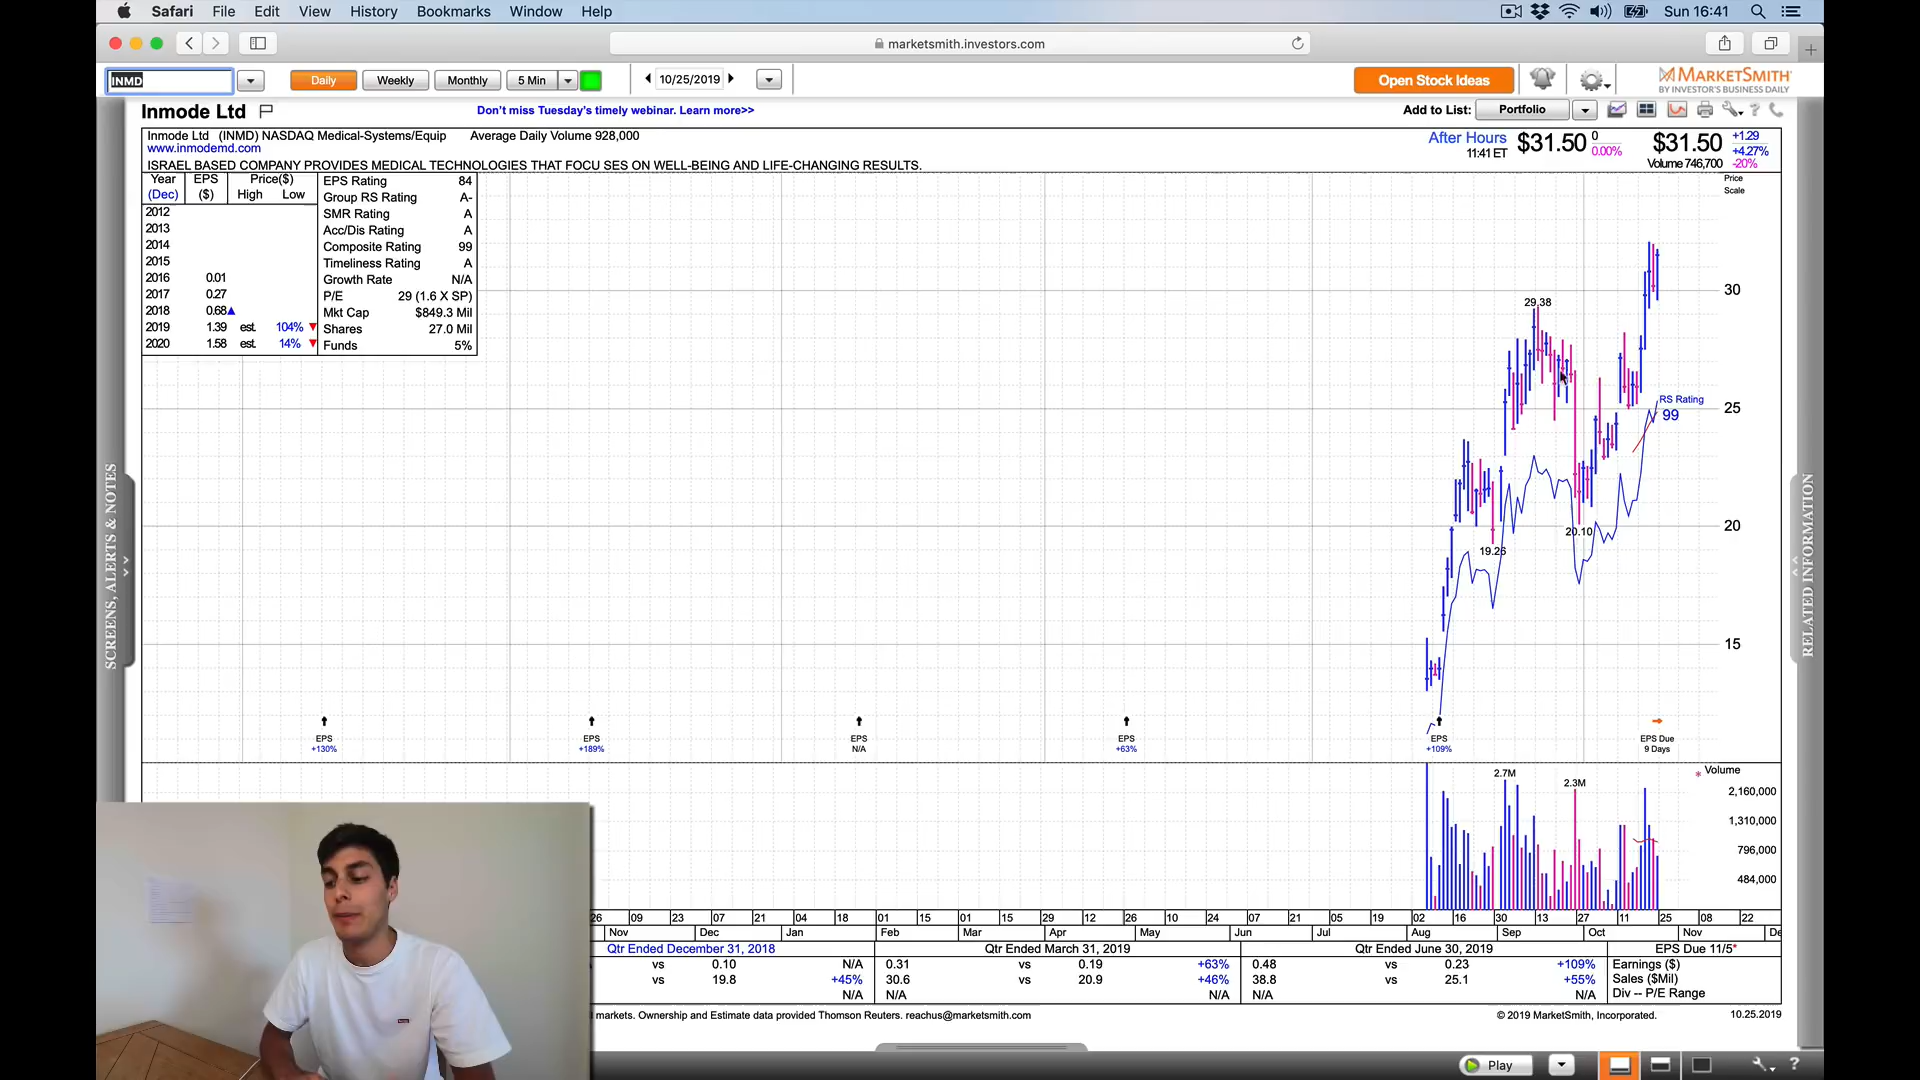 Safari File Edit View History Bookmarks Window Help Sun 16:41
marketsmith.investors.com
INMD Daily Weekly Monthly 5 Min 10/25/2019 Open Stock Ideas MARKETSMITH
BY INVESTOR'S BUSINESS DAILY
Inmode Ltd Don't miss Tuesday's timely webinar. Learn more>> Add to List: Portfolio ?
Inmode Ltd (INMD) NASDAQ Medical-Systems/Equip Average Daily Volume 928,000
www.inmodemd.com
ISRAEL BASED COMPANY PROVIDES MEDICAL TECHNOLOGIES THAT FOCU SES ON WELL-BEING AND LIFE-CHANGING RESULTS.
After Hours $31.50 0 $31.50 +1.29
11:41 ET 0.00% +4.27%
Volume 746,700 -20%
Year EPS Price($)
(Dec) ($) High Low
2012
2013
2014
2015
2016 0.01
2017 0.27
2018 0.68
2019 1.39 est. 104%
2020 1.58 est. 14%
EPS Rating 84
Group RS Rating A-
SMR Rating A
Acc/Dis Rating A
Composite Rating 99
Timeliness Rating A
Growth Rate N/A
P/E 29 (1.6 X SP)
Mkt Cap $849.3 Mil
Shares 27.0 Mil
Funds 5%
Price
Scale
30
29.38
RS Rating
99
25
20
20.10
19.26
15
EPS EPS EPS EPS EPS EPS Due
+130% +189% N/A +63% +109% 9 Days
Volume
2.7M 2.3M
2,160,000
1,310,000
796,000
484,000
SCREENS, ALERTS & NOTES
RELATED INFORMATION
26 09 23 07 21 04 18 01 15 01 15 29 12 26 10 24 07 21 05 19 02 16 30 13 27 11 25 08 22
Nov Dec Jan Feb Mar Apr May Jun Jul Aug Sep Oct Nov De
Qtr Ended December 31, 2018 Qtr Ended March 31, 2019 Qtr Ended June 30, 2019 EPS Due 11/5*
vs 0.10 N/A 0.31 vs 0.19 +63% 0.48 vs 0.23 +109% Earnings ($)
vs 19.8 +45% 30.6 vs 20.9 +46% 38.8 vs 25.1 +55% Sales ($Mil)
N/A N/A N/A N/A N/A Div -- P/E Range
l markets. Ownership and Estimate data provided Thomson Reuters. reachus@marketsmith.com © 2019 MarketSmith, Incorporated. 10.25.2019
Play ?